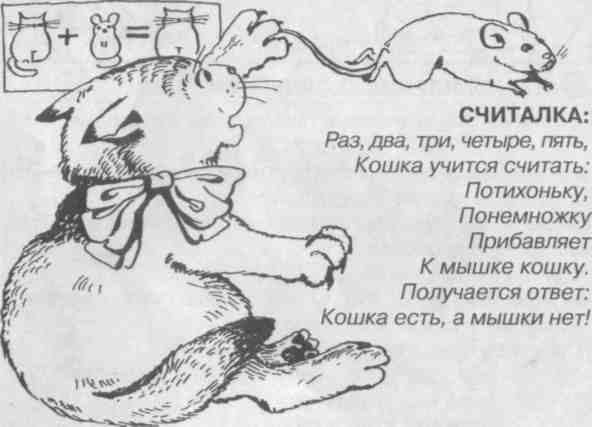 + =
СЧИТАЛКА:
Раз, два, три, четыре, пять,
Кошка учится считать:
Потихоньку,
Понемножку
Прибавляет
К мышке кошку.
Получается ответ:
Кошка есть, а мышки нет!